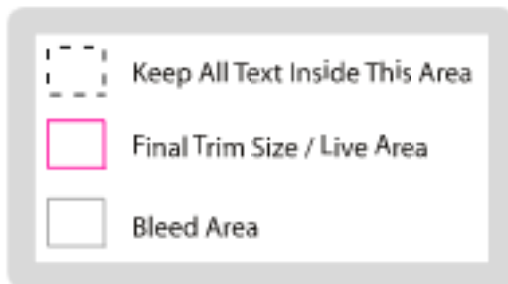 Keep All Text Inside This Area
Final Trim Size / Live Area
Bleed Area